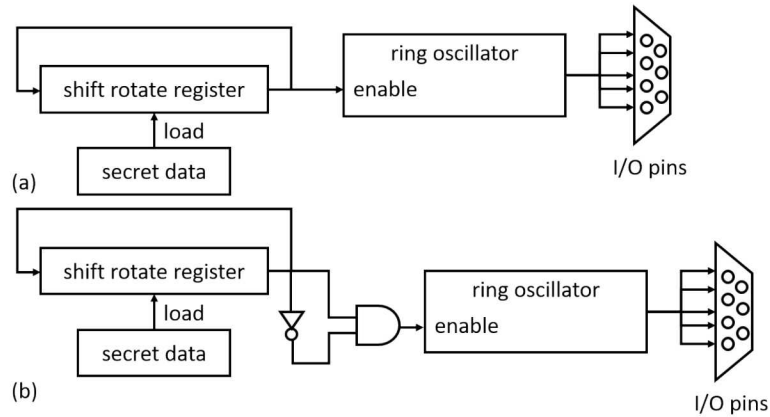 ring oscillator
shift rotate register
enable
load
secret data
I/O pins
(a)
shift rotate register
ring oscillator
load
enable
secret data
(b)
I/O pins